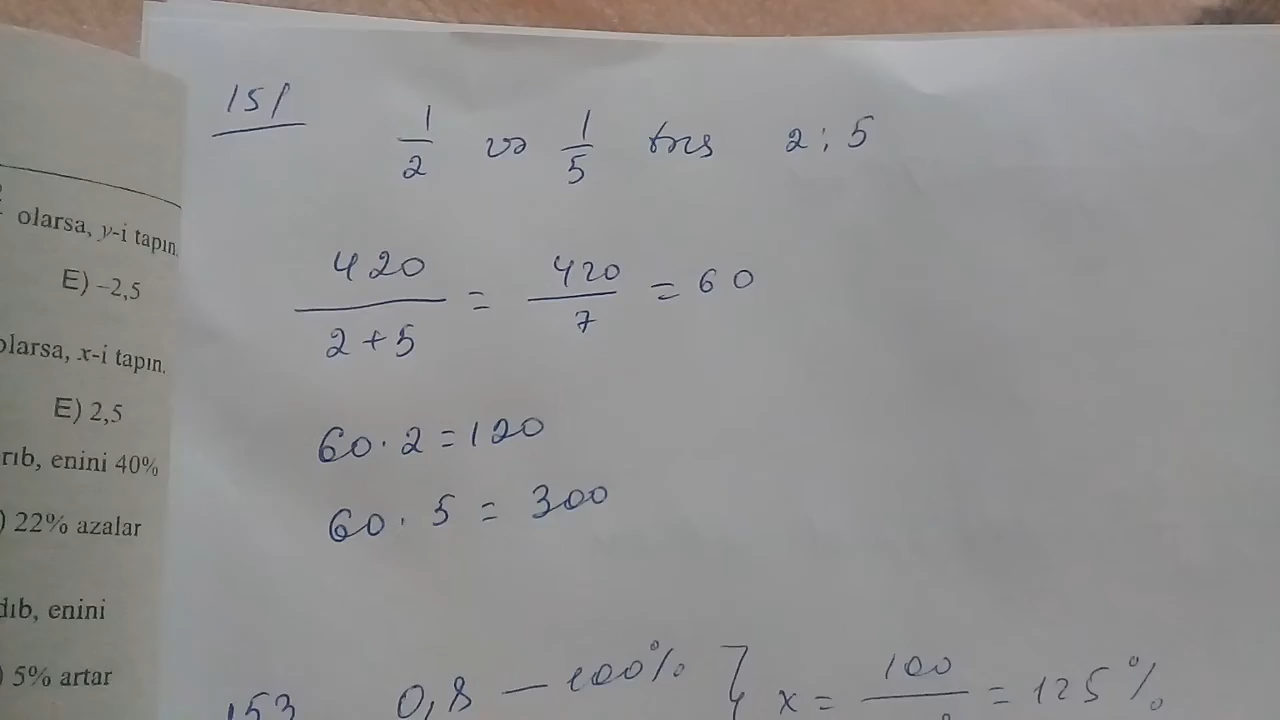 olarsa, y-i tapın.
E) –2,5
olarsa, x-i tapın.
E) 2,5
rıb, enini 40%
) 22% azalar
dıb, enini
) 5% artar
151
1/2 və 1/5 trs 2 : 5
420/(2+5) = 420/7 = 60
60 · 2 = 120
60 · 5 = 300
153 0,8 — 100% } x = 100 = 125%